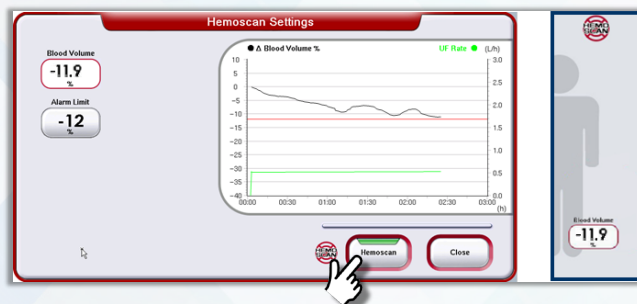 Hemoscan Settings
Blood Volume
-11.9
%
Alarm Limit
-12
%
Δ Blood Volume %
UF Rate
(L/h)
10
5
0
-5
-10
-15
-20
-25
-30
-35
-40
3.0
2.5
2.0
1.5
1.0
0.5
0.0
00:00 00:30 01:00 01:30 02:00 02:30 03:00
(h)
HEMO
SCAN
Hemoscan
Close
HEMO
SCAN
Blood Volume
-11.9
%